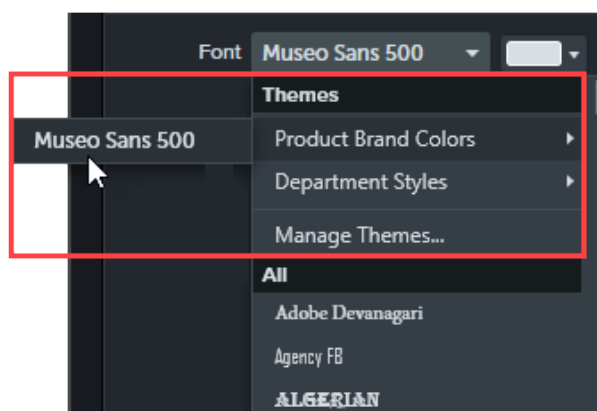 Font Museo Sans 500
Themes
Museo Sans 500 Product Brand Colors
Department Styles
Manage Themes...
All
Adobe Devanagari
Agency FB
ALGERIAN